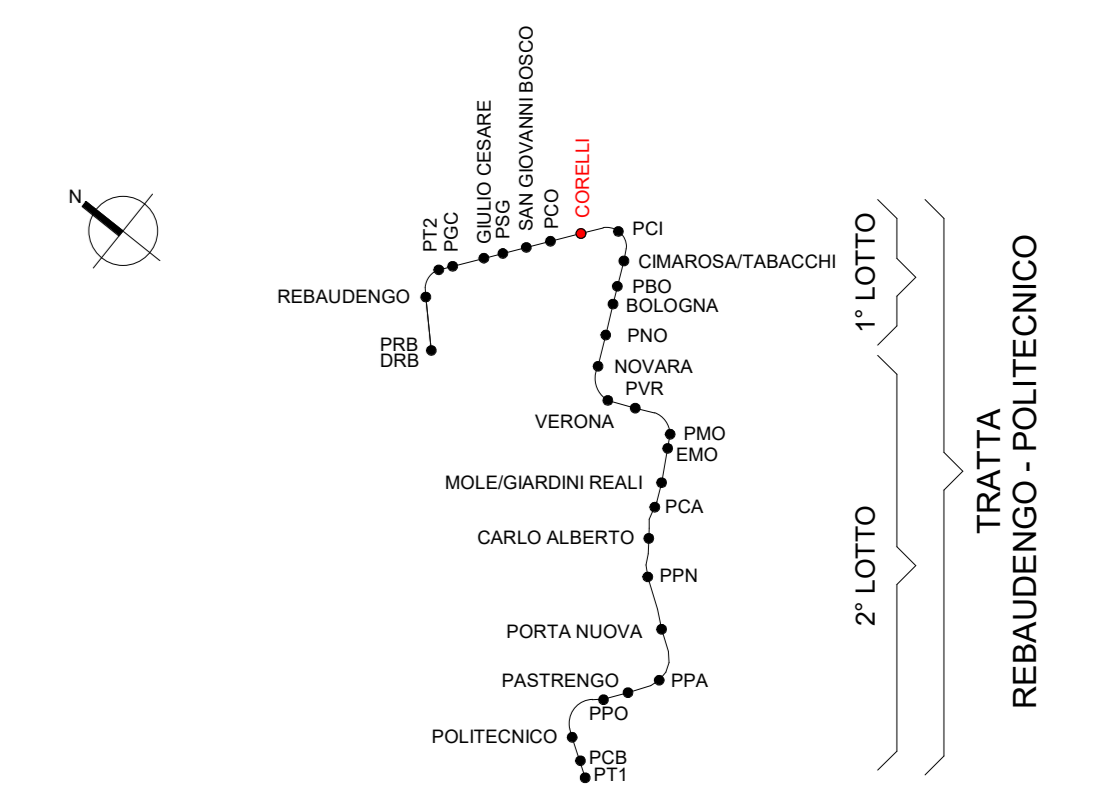 N
PRB
DRB
REBAUDENGO
PT2
PGC
GIULIO CESARE
PSG
SAN GIOVANNI BOSCO
PCO
CORELLI
PCI
CIMAROSA/TABACCHI
PBO
BOLOGNA
PNO
NOVARA
PVR
VERONA
PMO
EMO
MOLE/GIARDINI REALI
PCA
CARLO ALBERTO
PPN
PORTA NUOVA
PPA
PASTRENGO
PPO
POLITECNICO
PCB
PT1
1° LOTTO
2° LOTTO
TRATTA
REBAUDENGO - POLITECNICO